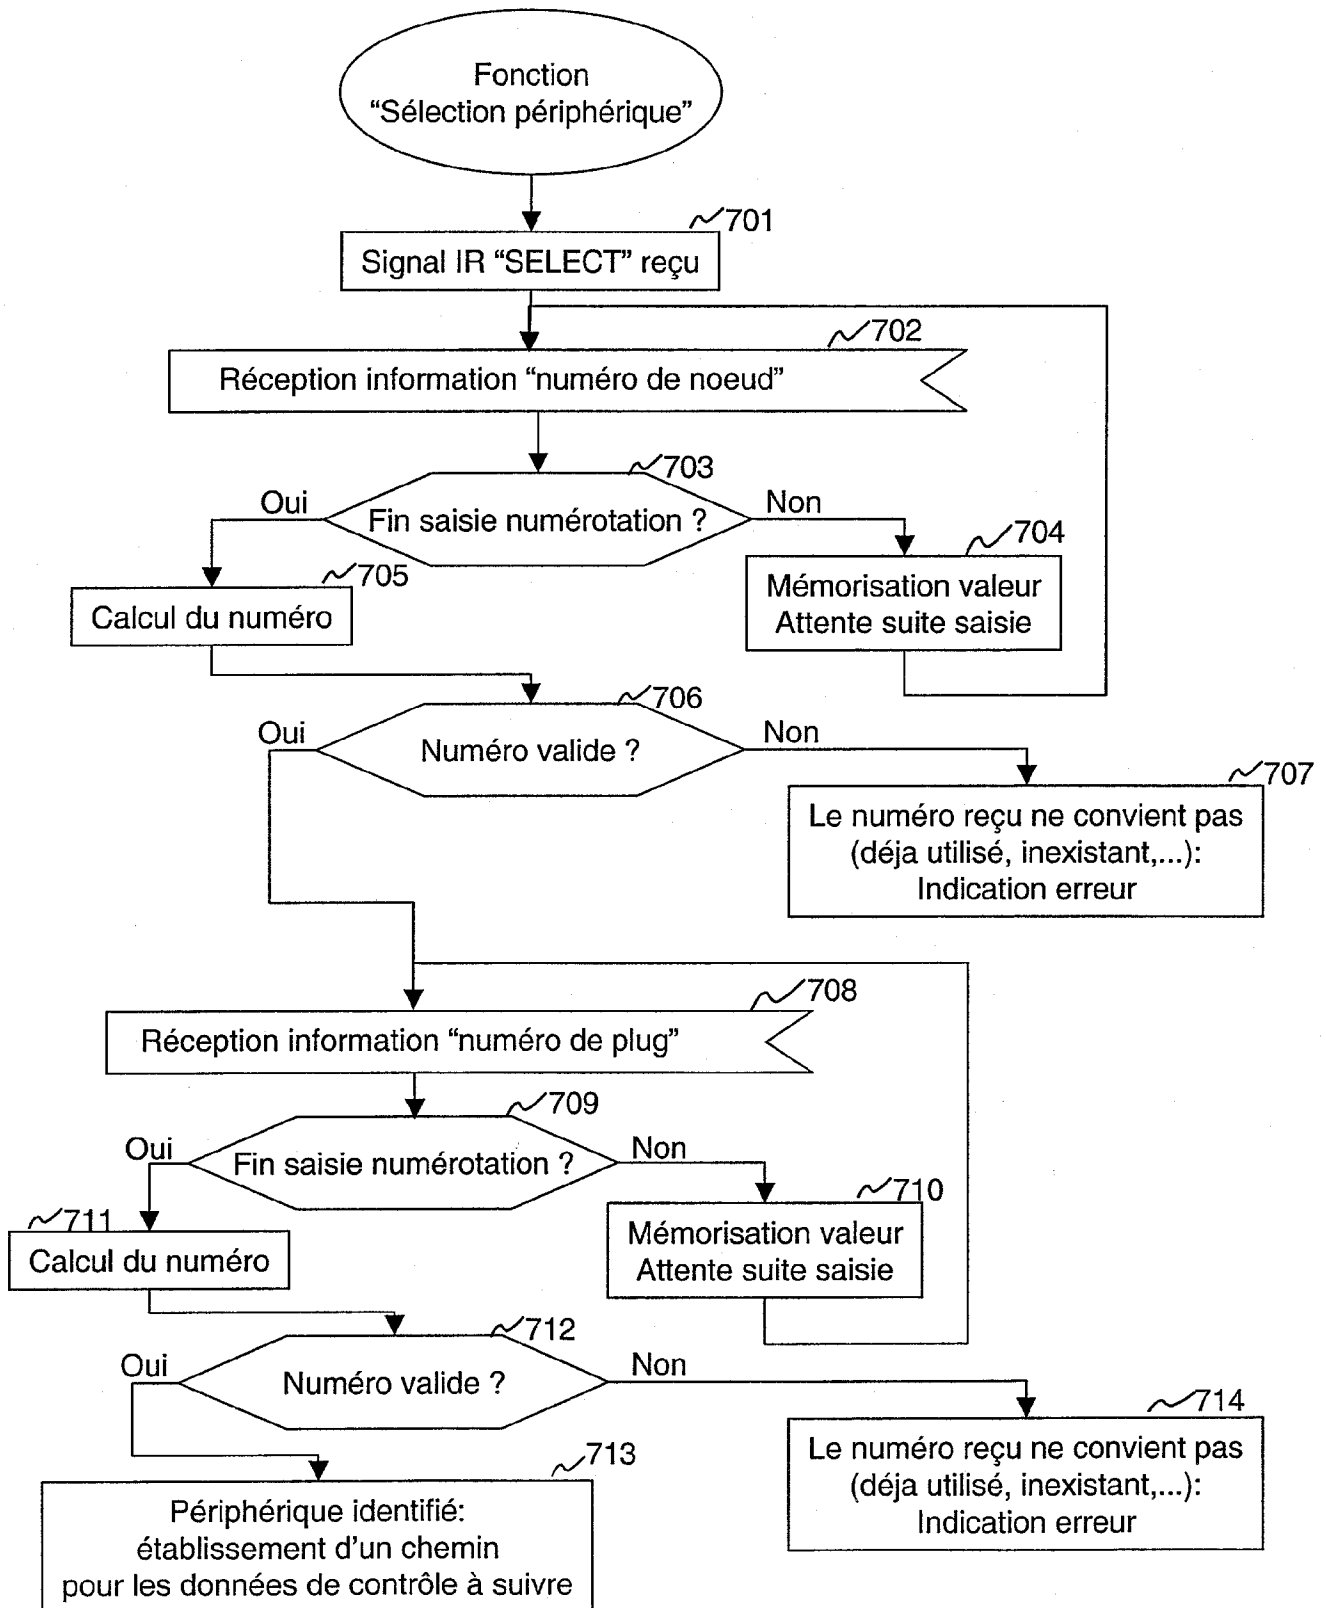 Fonction
“Sélection périphérique”
701
Signal IR “SELECT” reçu
702
Réception information “numéro de noeud”
703
Oui
Non
Fin saisie numérotation ?
704
705
Mémorisation valeur
Attente suite saisie
Calcul du numéro
706
Oui
Non
Numéro valide ?
707
Le numéro reçu ne convient pas
(déja utilisé, inexistant,...):
Indication erreur
708
Réception information “numéro de plug”
709
Oui
Non
Fin saisie numérotation ?
710
711
Mémorisation valeur
Attente suite saisie
Calcul du numéro
712
Oui
Non
Numéro valide ?
714
Le numéro reçu ne convient pas
(déja utilisé, inexistant,...):
Indication erreur
713
Périphérique identifié:
établissement d’un chemin
pour les données de contrôle à suivre